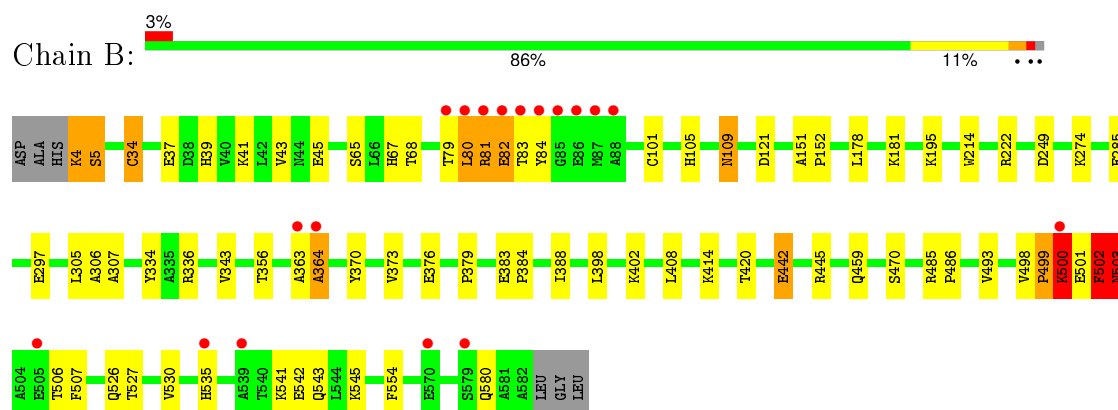 3%
Chain B:
86%
11%
ASP ALA HIS K4 S5 C34 E37 D38 H39 V40 K41 L42 V43 N44 E45 S65 L66 H67 T68 T79 L80 R81 E82 T83 Y84 G85 E86 M87 A88 C101 H105 N109 D121 A151 P152 L178 K181 K195 W214 R222 D249 K274
E297 L305 A306 A307 Y334 A335 R336 V343 T356 A363 A364 Y370 V373 E376 P379 E383 P384 I388 L398 K402 L408 K414 T420 E442 R445 Q459 S470 R485 P486 V493 V498 P499 K500 E501 F502 N503
A504 E505 T506 F507 Q526 T527 V530 H535 A539 T540 K541 E542 Q543 L544 K545 F554 E570 S579 Q580 A581 A582 LEU GLY LEU